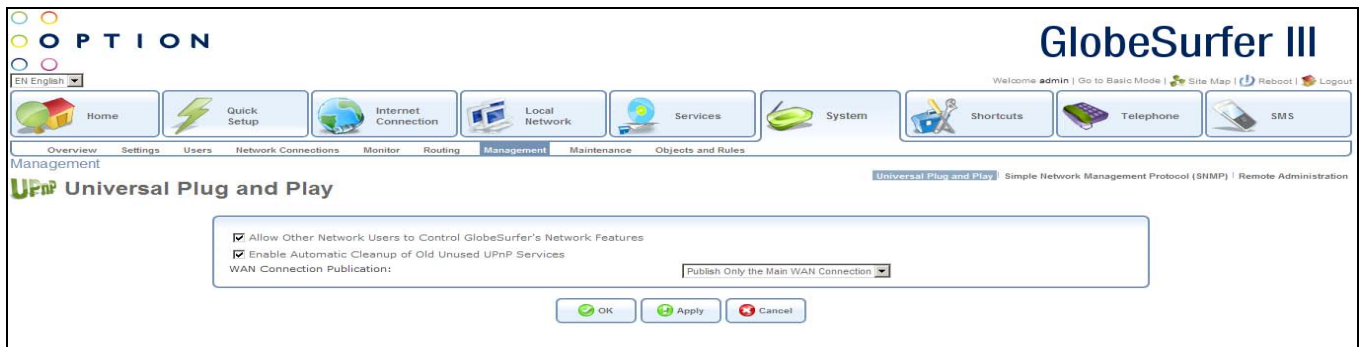 OPTION
GlobeSurfer III
EN English
Welcome admin | Go to Basic Mode | Site Map | Reboot | Logout
Home
Quick Setup
Internet Connection
Local Network
Services
System
Shortcuts
Telephone
SMS
Overview Settings Users Network Connections Monitor Routing Management Maintenance Objects and Rules
Management
Universal Plug and Play | Simple Network Management Protocol (SNMP) | Remote Administration
UPnP Universal Plug and Play
Allow Other Network Users to Control GlobeSurfer's Network Features
Enable Automatic Cleanup of Old Unused UPnP Services
WAN Connection Publication: Publish Only the Main WAN Connection
OK Apply Cancel